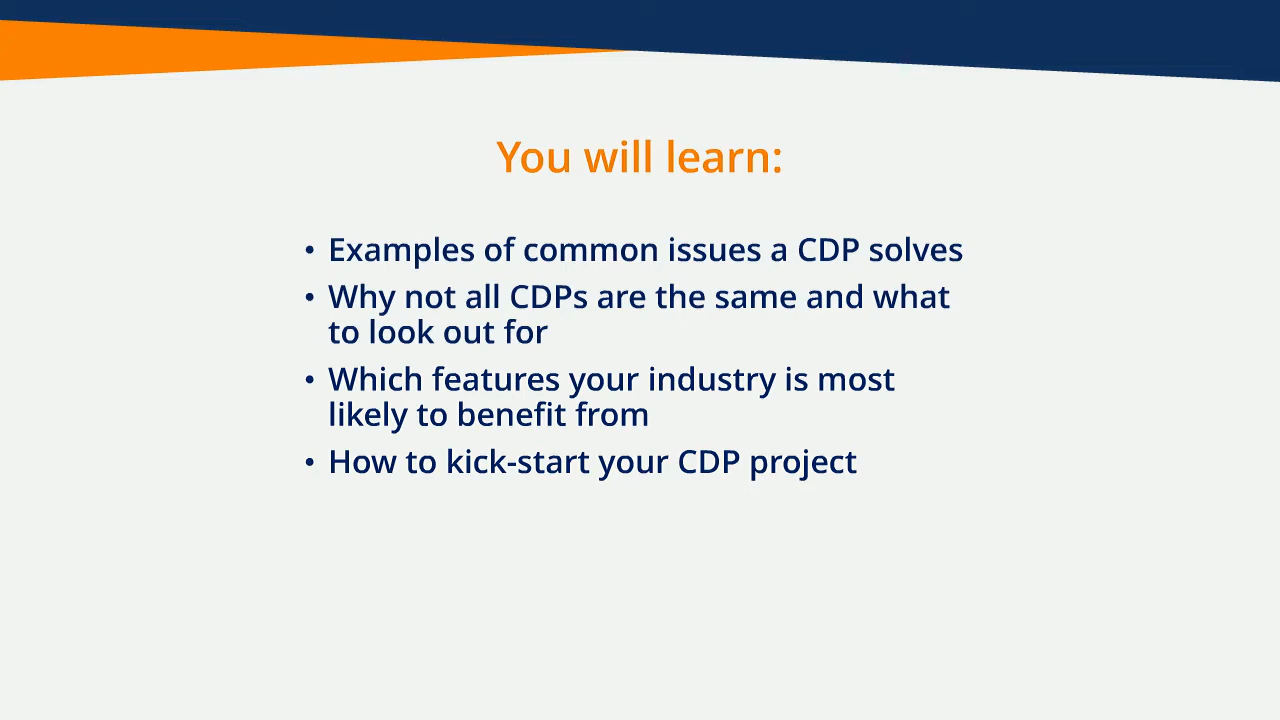 You will learn:
• Examples of common issues a CDP solves
• Why not all CDPs are the same and what
to look out for
• Which features your industry is most
likely to benefit from
• How to kick-start your CDP project